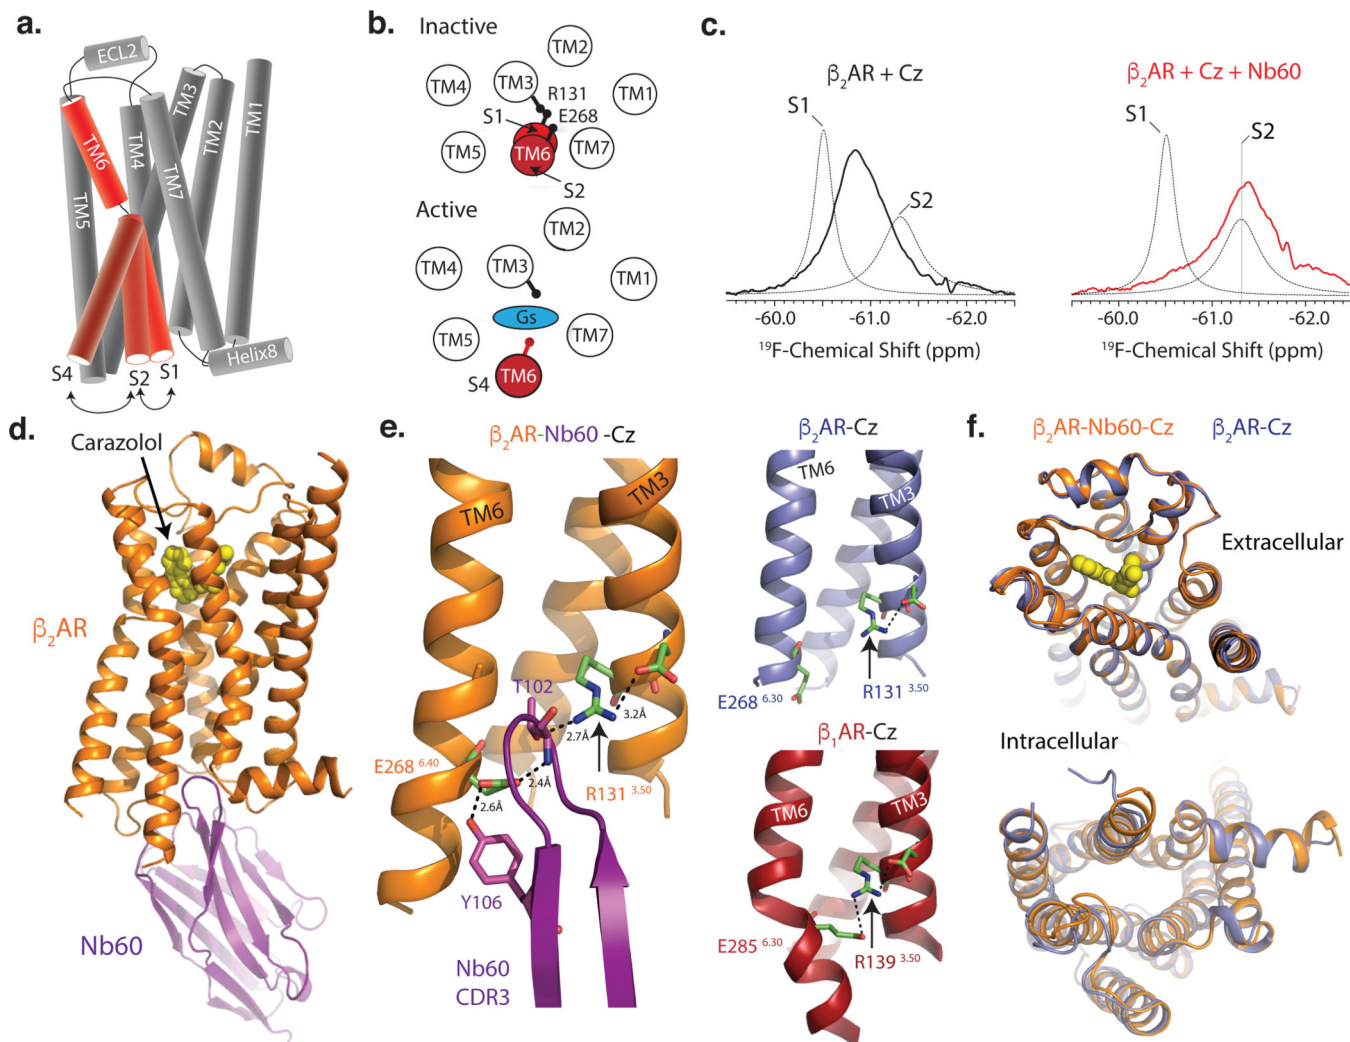 a.
ECL2
TM6
TM5
TM4
TM7
TM3
TM2
TM1
Helix8
S4
S2
S1
b.
Inactive
TM2
TM4
TM3
R131
TM1
S1
E268
TM5
TM6
TM7
S2
Active
TM2
TM4
TM3
TM1
Gs
TM5
TM7
S4
TM6
c.
β2AR + Cz
S1
S2
-60.0 -61.0 -62.0
19F-Chemical Shift (ppm)
β2AR + Cz + Nb60
S1
S2
-60.0 -61.0 -62.0
19F-Chemical Shift (ppm)
d.
Carazolol
β2AR
Nb60
e.
β2AR-Nb60 -Cz
TM6
TM3
T102
3.2Å
2.7Å
E268 6.40
2.4Å
R131 3.50
2.6Å
Y106
Nb60
CDR3
β2AR-Cz
TM6
TM3
E268 6.30
R131 3.50
β1AR-Cz
TM6
TM3
E285 6.30
R139 3.50
f.
β2AR-Nb60-Cz
β2AR-Cz
Extracellular
Intracellular